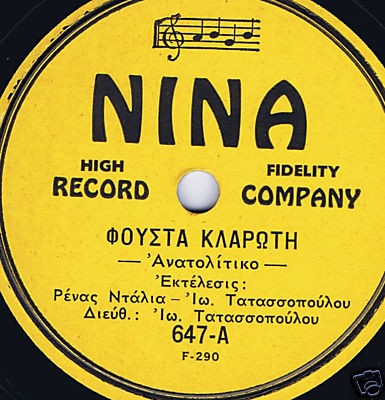 NINA
HIGH FIDELITY
RECORD COMPANY
ΦΟΥΣΤΑ ΚΛΑΡΩΤΗ
— Ἀνατολίτικο —
Ἐκτέλεσις:
Ρένας Ντάλια – Ἰω. Τατασσοπούλου
Διεύθ.: Ἰω. Τατασσοπούλου
647-A
F-290